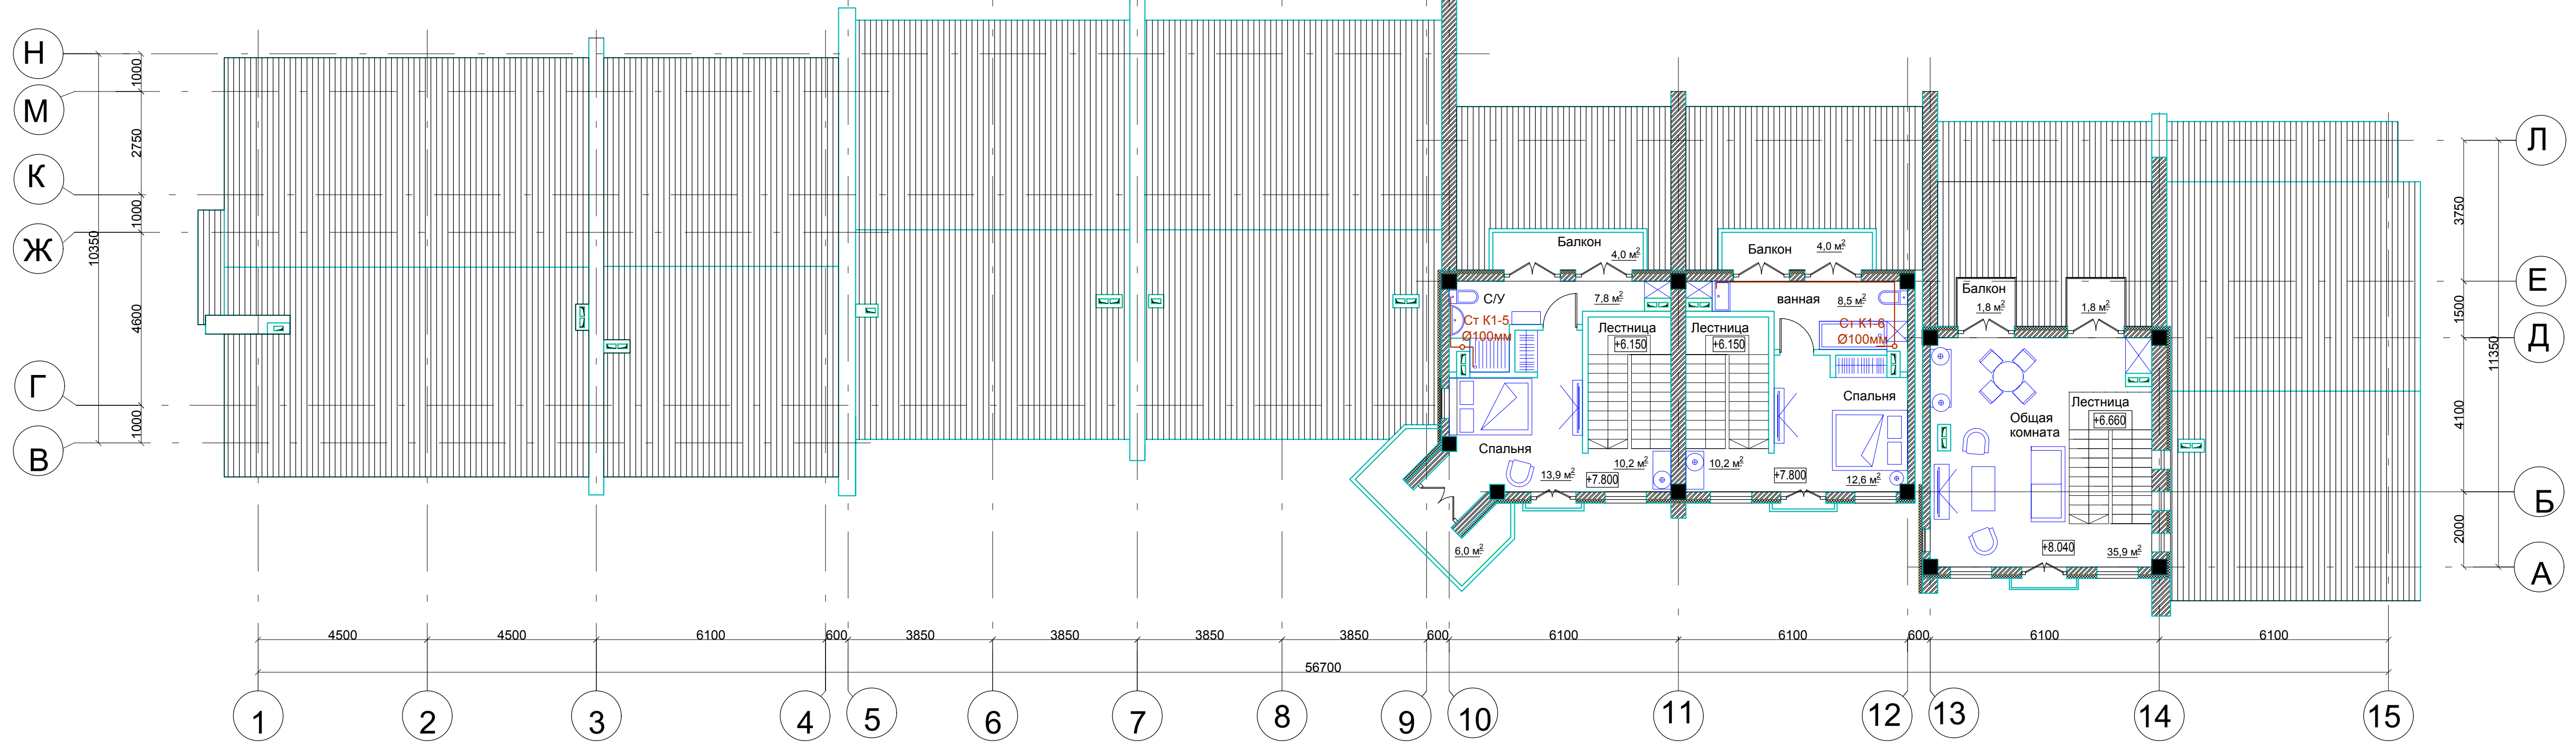 Н
М
К
Ж
Г
В
1000
2750
1000
4600
1000
10350
Балкон
4,0 м2
Балкон
4,0 м2
Балкон
1,8 м2
1,8 м2
С/У
7,8 м2
ванная
8,5 м2
Ст К1-5
Ø100мм
Лестница
+6.150
Лестница
+6.150
Ст К1-6
Ø100мм
Спальня
13,9 м2
10,2 м2
+7.800
10,2 м2
+7.800
Спальня
12,6 м2
6,0 м2
Общая
комната
Лестница
+6.660
+8.040
35,9 м2
Л
Е
Д
Б
А
3750
1500
4100
2000
11350
4500
4500
6100
600
3850
3850
3850
3850
600
6100
6100
600
6100
6100
56700
1
2
3
4
5
6
7
8
9
10
11
12
13
14
15